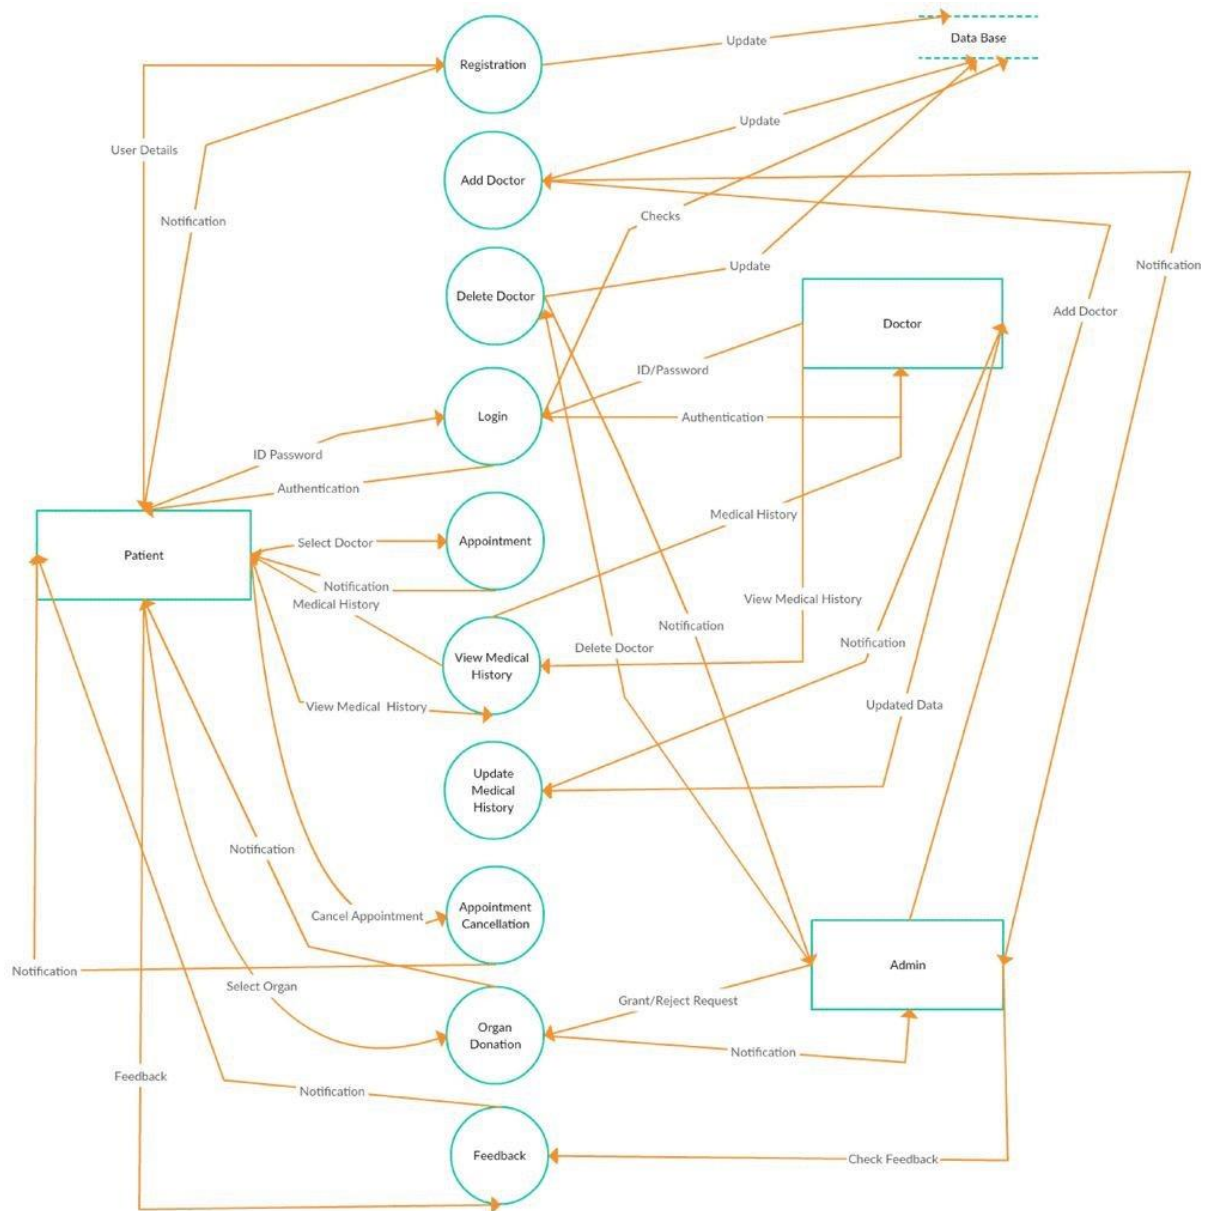 Data Base
Update
Registration
Update
User Details
Add Doctor
Checks
Notification
Update
Notification
Delete Doctor
Add Doctor
Doctor
ID/Password
Login
Authentication
ID Password
Authentication
Medical History
Select Doctor
Appointment
Patient
Notification
Medical History
View Medical History
Notification
Delete Doctor
Notification
View Medical
History
View Medical History
Updated Data
Update
Medical
History
Notification
Appointment
Cancellation
Cancel Appointment
Admin
Notification
Select Organ
Grant/Reject Request
Organ
Donation
Notification
Feedback
Notification
Feedback
Check Feedback